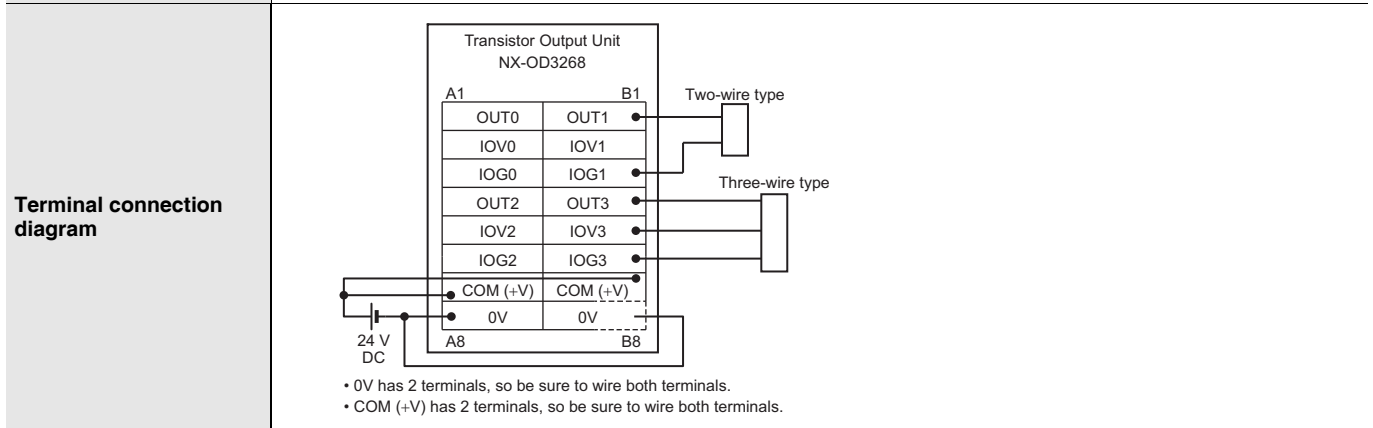 Terminal connection
diagram
Transistor Output Unit
NX-OD3268
A1 B1
Two-wire type
OUT0 OUT1
IOV0 IOV1
IOG0 IOG1
Three-wire type
OUT2 OUT3
IOV2 IOV3
IOG2 IOG3
COM (+V) COM (+V)
0V 0V
24 V
DC
A8 B8
• 0V has 2 terminals, so be sure to wire both terminals.
• COM (+V) has 2 terminals, so be sure to wire both terminals.